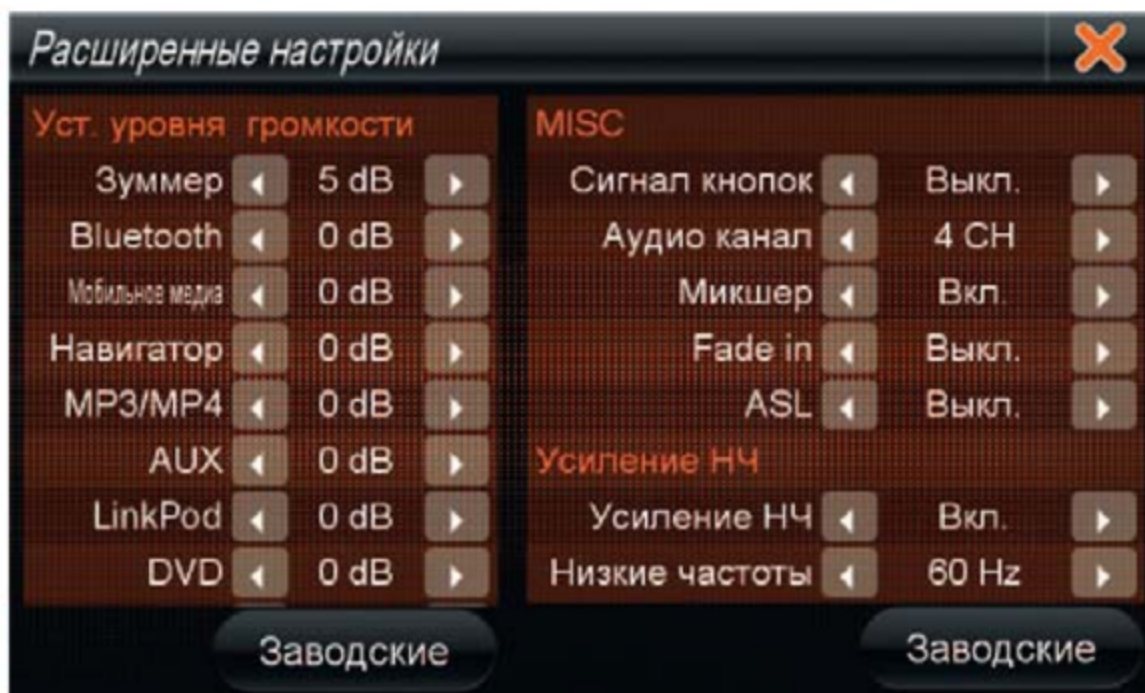 Расширенные настройки
Уст. уровня громкости
Зуммер 5 dB
Bluetooth 0 dB
Мобильное медиа 0 dB
Навигатор 0 dB
MP3/MP4 0 dB
AUX 0 dB
LinkPod 0 dB
DVD 0 dB
Заводские
MISC
Сигнал кнопок Выкл.
Аудио канал 4 CH
Микшер Вкл.
Fade in Выкл.
ASL Выкл.
Усиление НЧ
Усиление НЧ Вкл.
Низкие частоты 60 Hz
Заводские